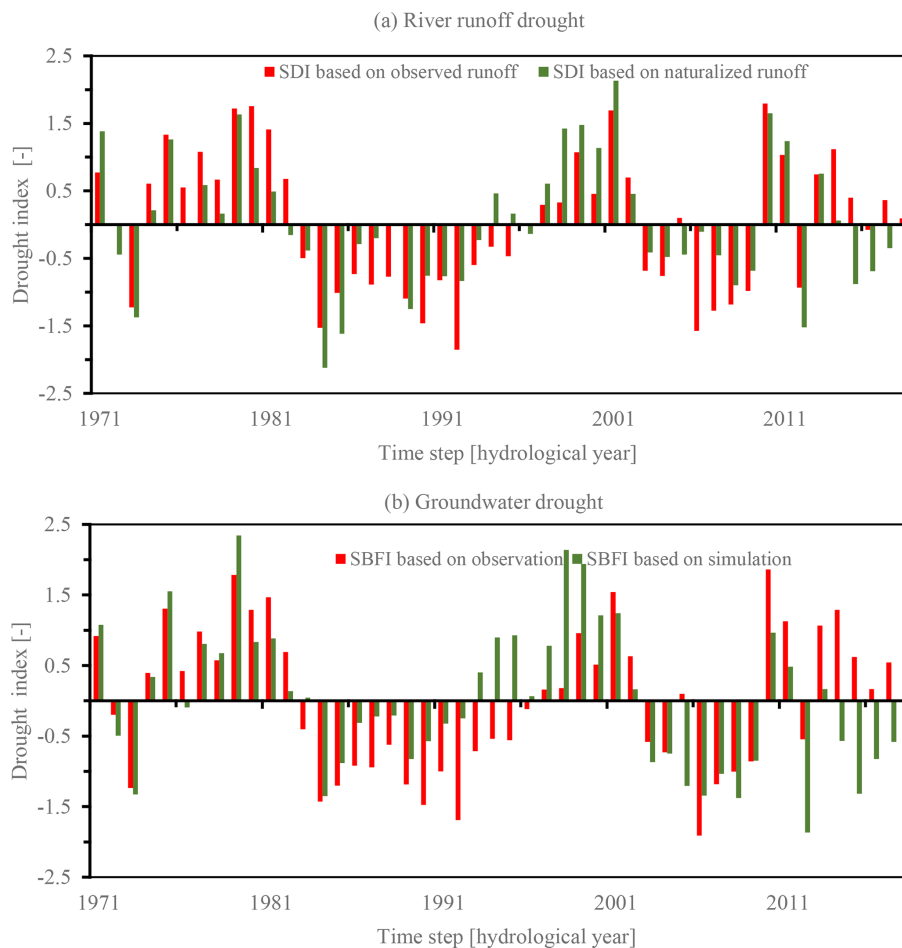 (a) River runoff drought
2.5
SDI based on observed runoff SDI based on naturalized runoff
1.5
0.5
-0.5
-1.5
-2.5
Drought index [-]
1971 1981 1991 2001 2011
Time step [hydrological year]
(b) Groundwater drought
2.5
SBFI based on observation SBFI based on simulation
1.5
0.5
-0.5
-1.5
-2.5
Drought index [-]
1971 1981 1991 2001 2011
Time step [hydrological year]